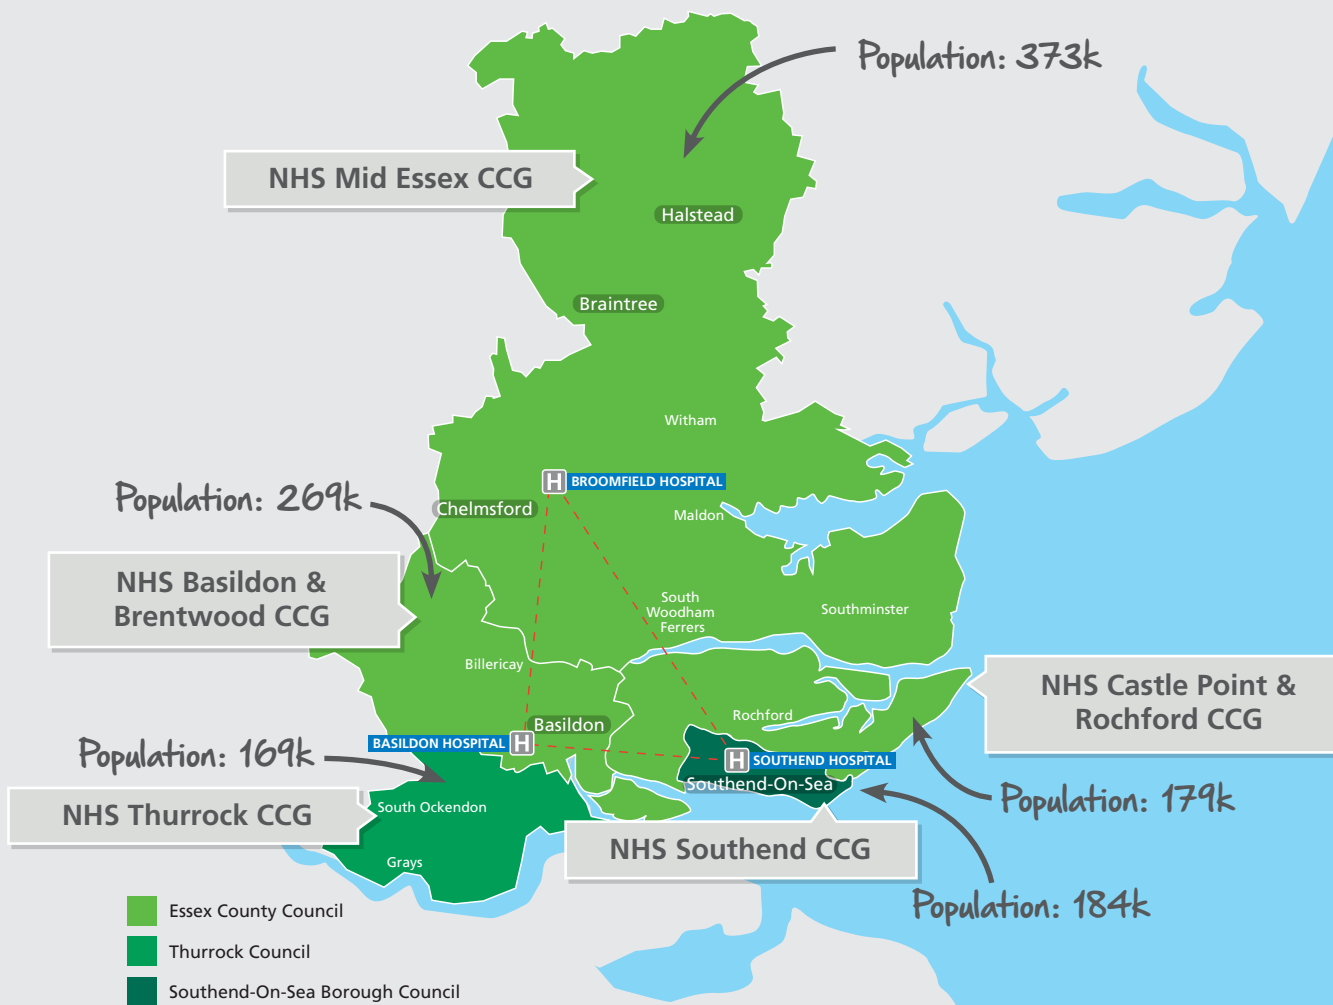 Population: 373k
NHS Mid Essex CCG
Halstead
Braintree
Witham
H BROOMFIELD HOSPITAL
Population: 269k
Chelmsford
Maldon
NHS Basildon &
Brentwood CCG
South
Woodham
Ferrers
Southminster
Billericay
NHS Castle Point &
Rochford CCG
Rochford
Basildon
BASILDON HOSPITAL H
Population: 169k
H SOUTHEND HOSPITAL
Southend-On-Sea
Population: 179k
South Ockendon
NHS Thurrock CCG
NHS Southend CCG
Grays
Population: 184k
Essex County Council
Thurrock Council
Southend-On-Sea Borough Council